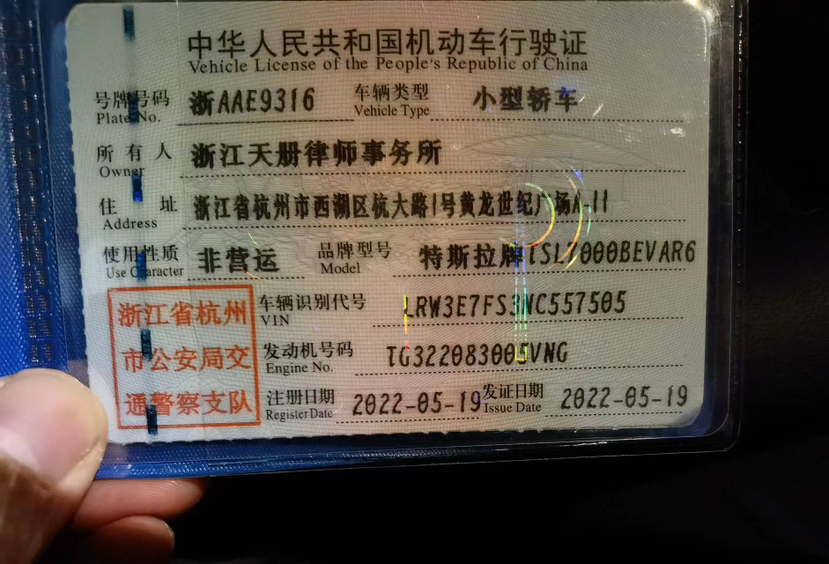 中华人民共和国机动车行驶证
Vehicle License of the People's Republic of China
号牌号码 浙AAE9316 车辆类型 小型轿车
Plate No. Vehicle Type
所有人 浙江天册律师事务所
Owner
住址 浙江省杭州市西湖区杭大路1号黄龙世纪广场A-11
Address
使用性质 非营运 品牌型号 特斯拉牌TSL7000BEVAR6
Use Character Model
浙江省杭州 车辆识别代号 LRW3E7FS3NC557505
VIN
市公安局交 发动机号码 TG322083005VNG
Engine No.
通警察支队 注册日期 2022-05-19 发证日期 2022-05-19
Register Date Issue Date